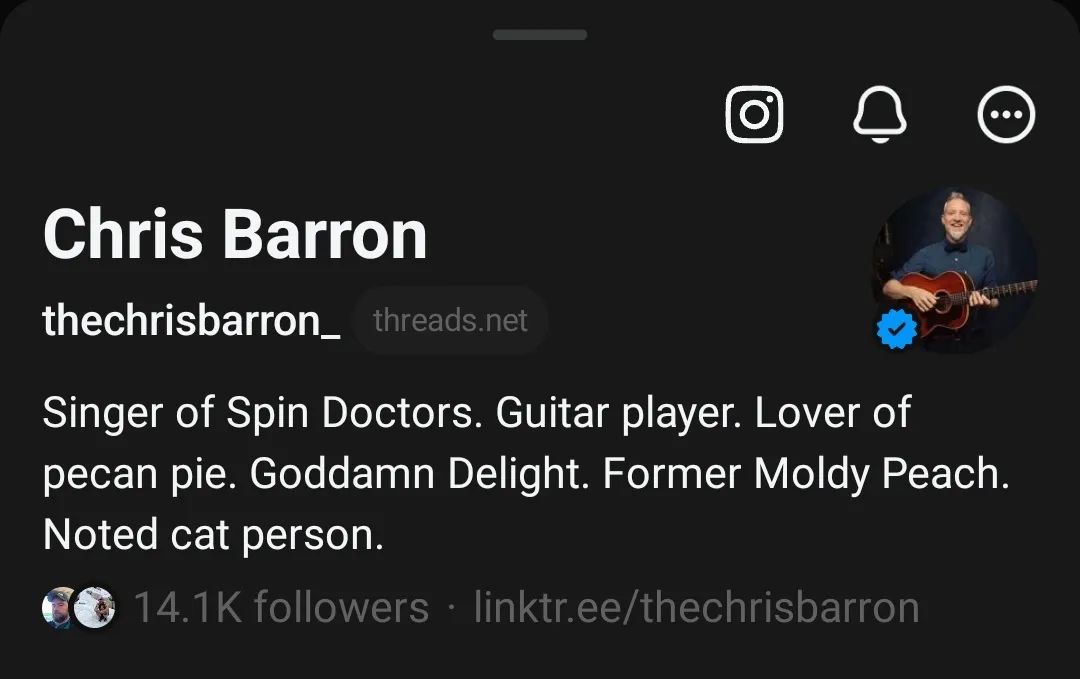 Chris Barron
thechrisbarron_ threads.net
Singer of Spin Doctors. Guitar player. Lover of
pecan pie. Goddamn Delight. Former Moldy Peach.
Noted cat person.
14.1K followers · linktr.ee/thechrisbarron